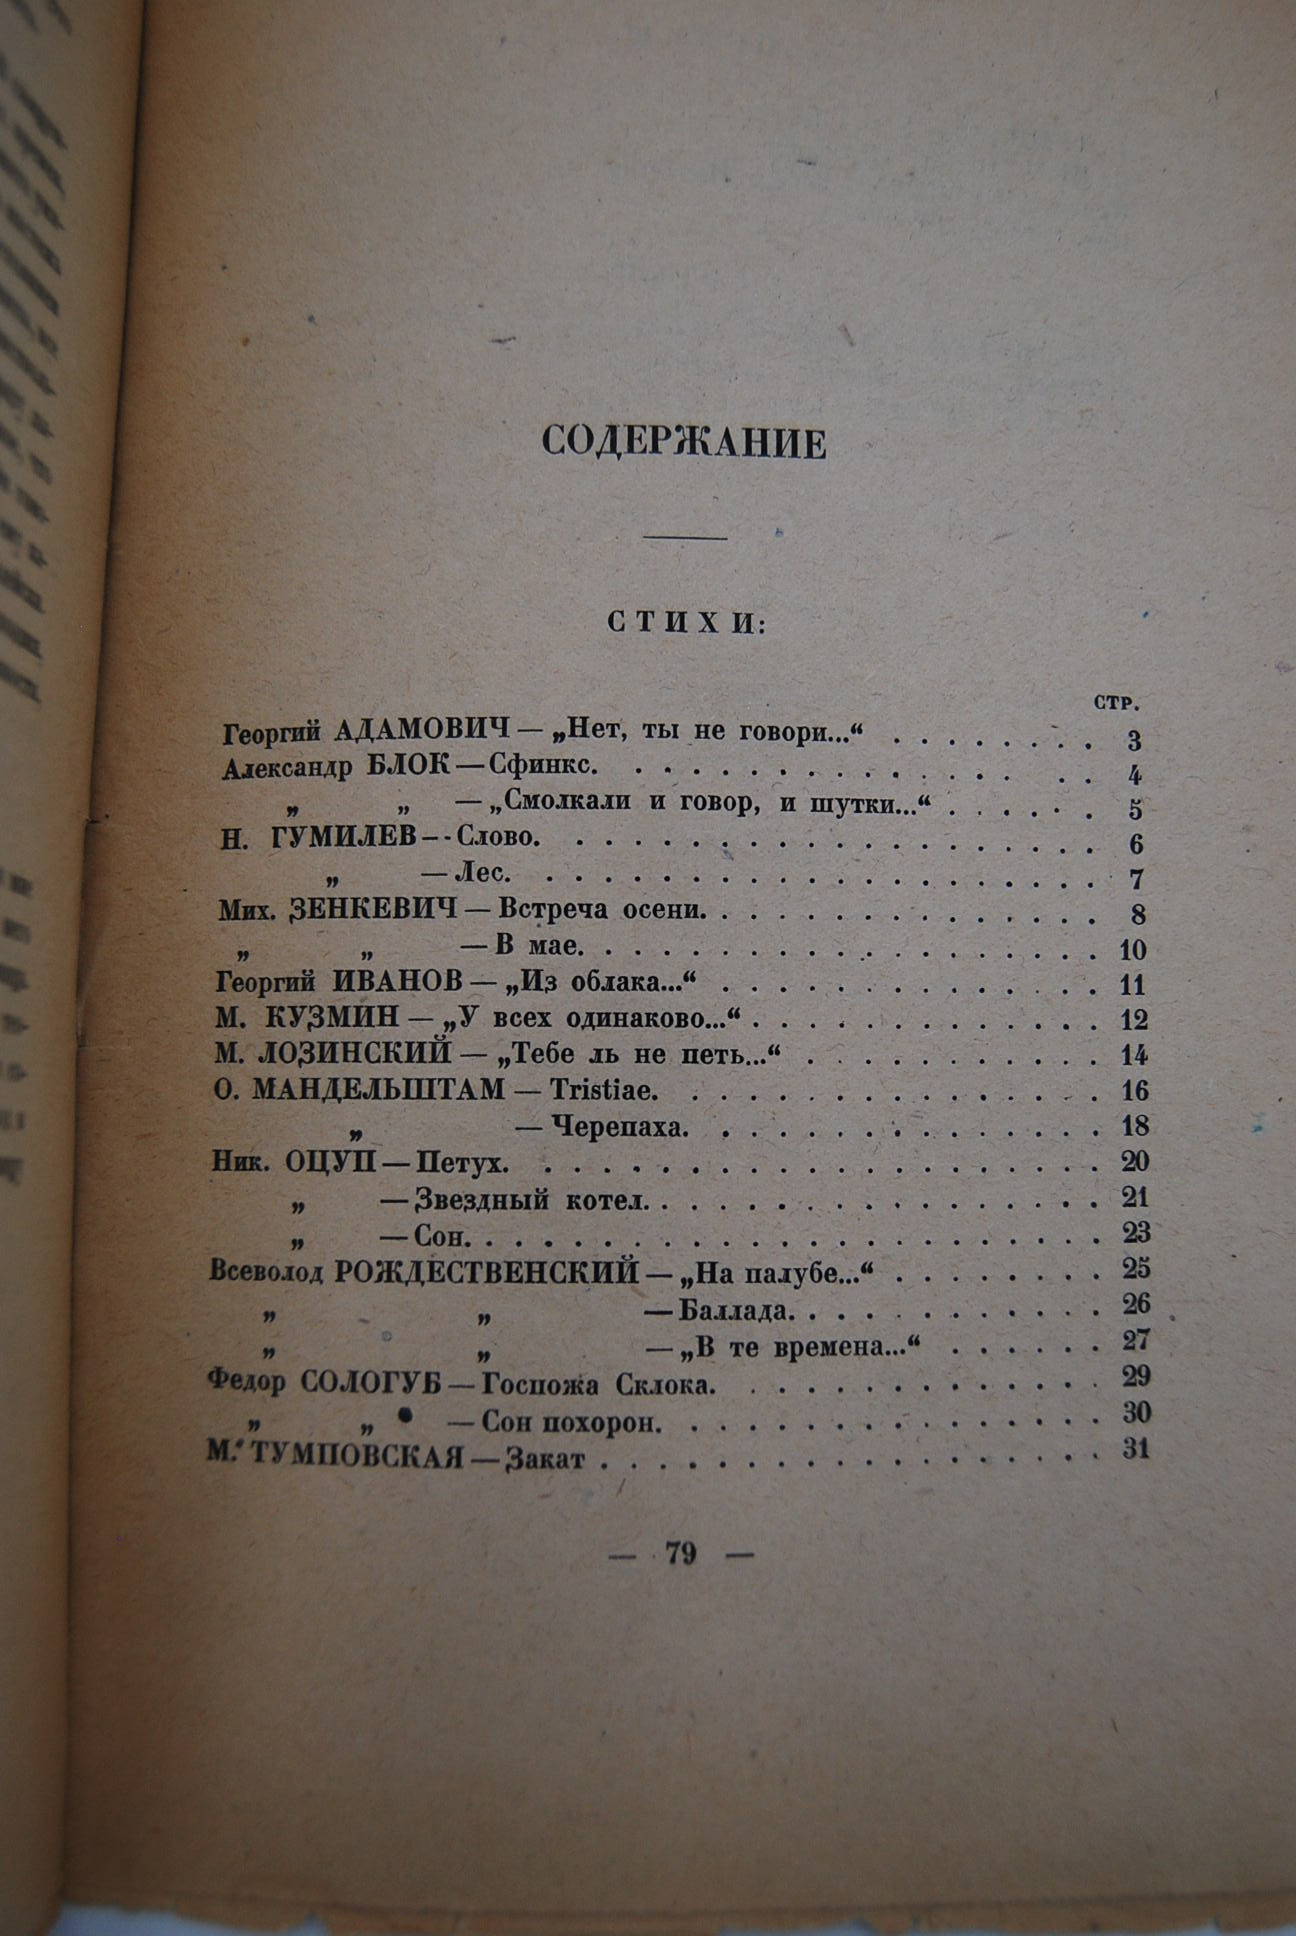 СОДЕРЖАНИЕ
СТИХИ:
СТР.
Георгий АДАМОВИЧ — „Нет, ты не говори...“ . . . . . . . . 3
Александр БЛОК — Сфинкс. . . . . . . . . . . . . . . . 4
„ „ — „Смолкали и говор, и шутки...“ . . . . . . 5
Н. ГУМИЛЕВ — Слово. . . . . . . . . . . . . . . . . . . 6
„ — Лес. . . . . . . . . . . . . . . . . . . . 7
Мих. ЗЕНКЕВИЧ — Встреча осени. . . . . . . . . . . . . . 8
„ „ — В мае. . . . . . . . . . . . . . . . . . . 10
Георгий ИВАНОВ — „Из облака...“ . . . . . . . . . . . . . 11
М. КУЗМИН — „У всех одинаково...“ . . . . . . . . . . . . 12
М. ЛОЗИНСКИЙ — „Тебе ль не петь...“ . . . . . . . . . . . 14
О. МАНДЕЛЬШТАМ — Tristiae. . . . . . . . . . . . . . . . 16
„ — Черепаха. . . . . . . . . . . . . . . 18
Ник. ОЦУП — Петух. . . . . . . . . . . . . . . . . . . . . 20
„ — Звездный котел. . . . . . . . . . . . . . . . . 21
„ — Сон. . . . . . . . . . . . . . . . . . . . . . . 23
Всеволод РОЖДЕСТВЕНСКИЙ — „На палубе...“ . . . . . . . . 25
„ „ — Баллада. . . . . . . . . . . . 26
„ „ — „В те времена...“ . . . . . . 27
Федор СОЛОГУБ — Госпожа Склока. . . . . . . . . . . . . . 29
„ „ — Сон похорон. . . . . . . . . . . . . . . . 30
М. ТУМПОВСКАЯ — Закат . . . . . . . . . . . . . . . . . . 31
— 79 —